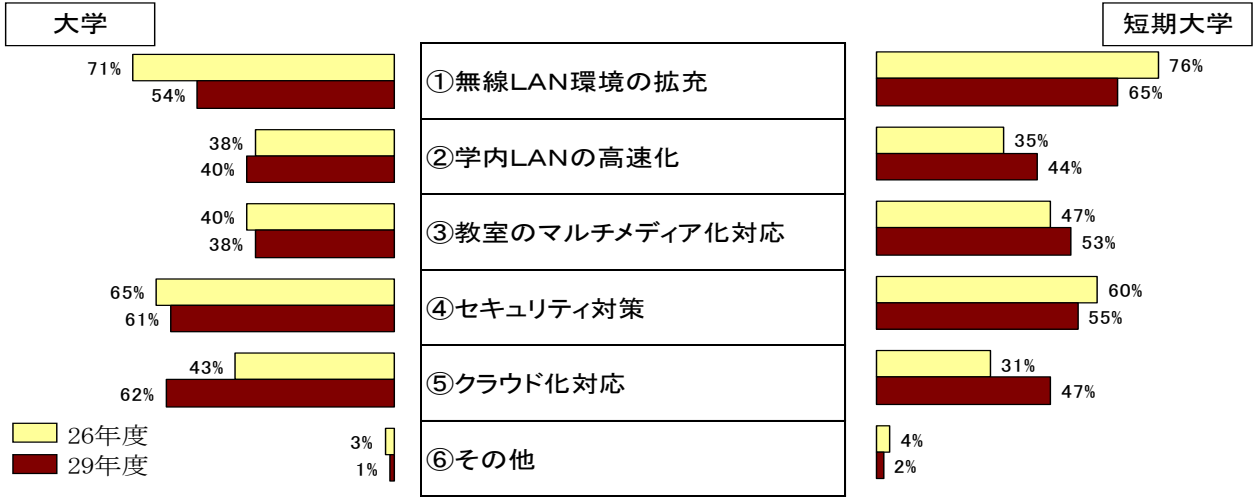 大学
短期大学
71%
54%
①無線LAN環境の拡充
76%
65%
38%
40%
②学内LANの高速化
35%
44%
40%
38%
③教室のマルチメディア化対応
47%
53%
65%
61%
④セキュリティ対策
60%
55%
43%
62%
⑤クラウド化対応
31%
47%
26年度
29年度
3%
1%
⑥その他
4%
2%